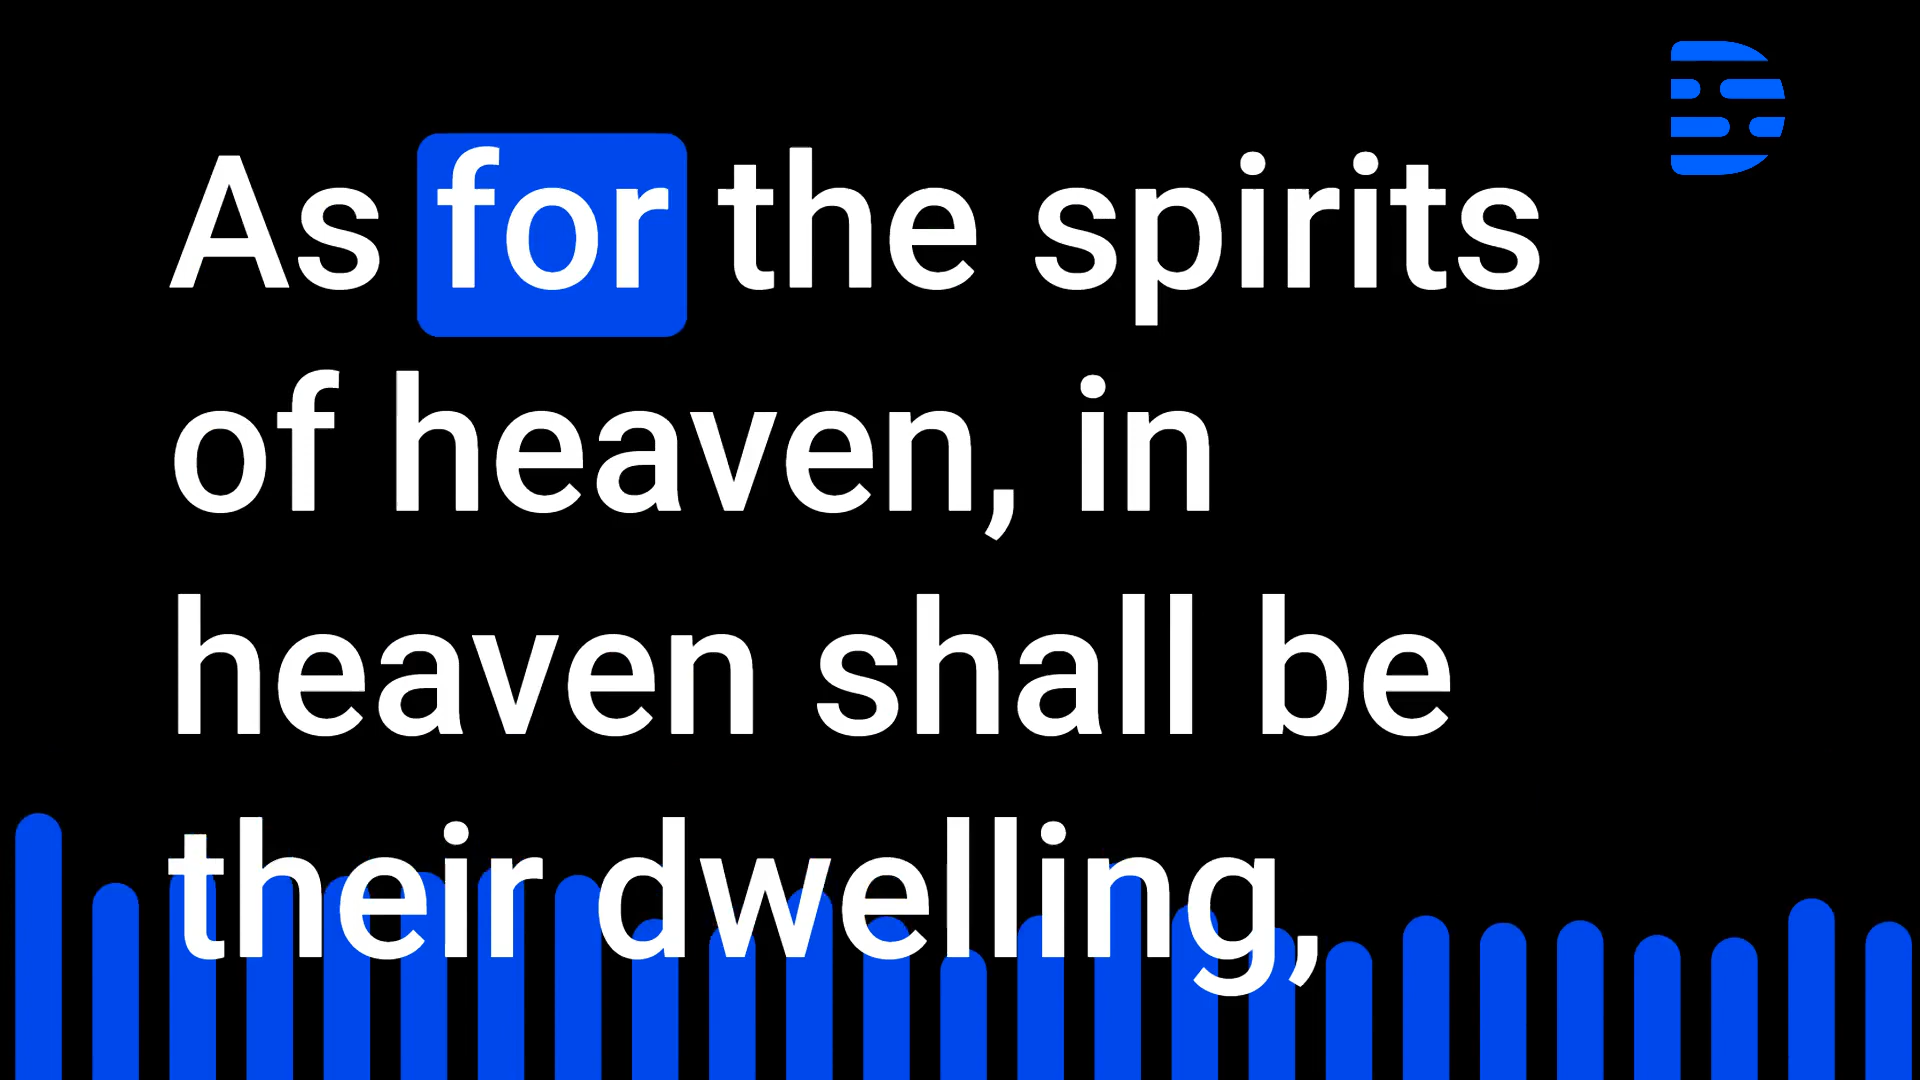 As for the spirits
of heaven, in
heaven shall be
their dwelling,